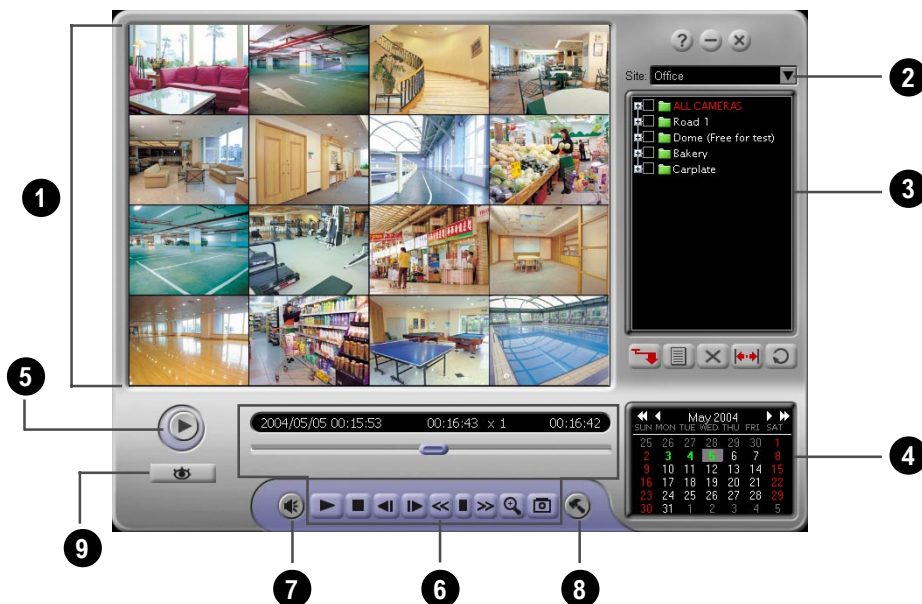 ?
Site: Office
ALL CAMERAS
Road 1
Dome (Free for test)
Bakery
Carplate
1
2
3
4
5
6
7
8
9
2004/05/05 00:15:53 00:16:43 x 1 00:16:42
May 2004
SUN MON TUE WED THU FRI SAT
25 26 27 28 29 30 1
2 3 4 5 6 7 8
9 10 11 12 13 14 15
16 17 18 19 20 21 22
23 24 25 26 27 28 29
30 31 1 2 3 4 5